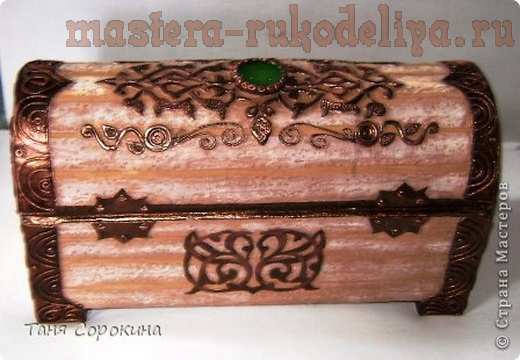 mastera-rukodeliya.ru
Таня Сорокина
© Страна Мастеров